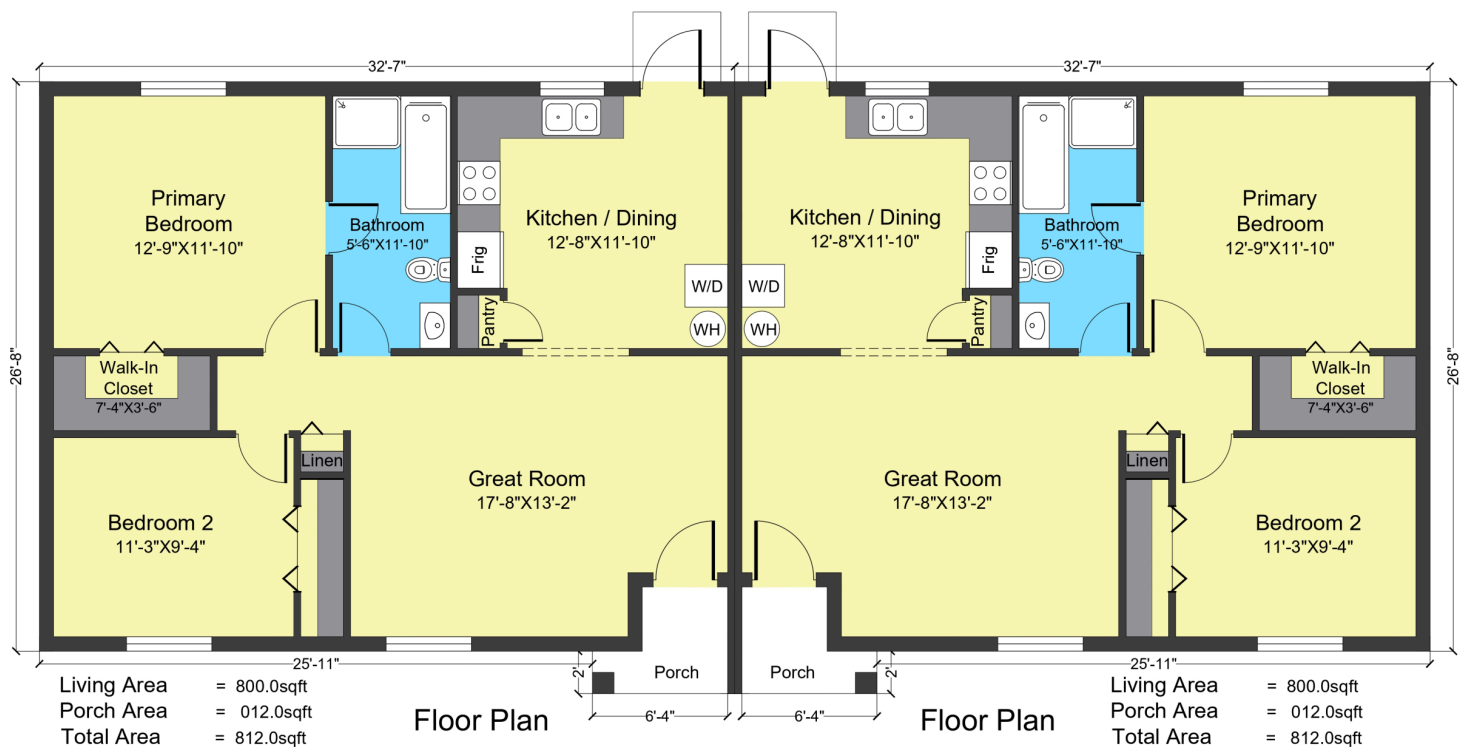 32'-7"
32'-7"
26'-8"
26'-8"
Primary
Bedroom
12'-9"X11'-10"
Bathroom
5'-6"X11'-10"
Kitchen / Dining
12'-8"X11'-10"
Frig
Pantry
W/D
WH
Kitchen / Dining
12'-8"X11'-10"
W/D
WH
Frig
Pantry
Bathroom
5'-6"X11'-10"
Primary
Bedroom
12'-9"X11'-10"
Walk-In
Closet
7'-4"X3'-6"
Walk-In
Closet
7'-4"X3'-6"
Linen
Great Room
17'-8"X13'-2"
Great Room
17'-8"X13'-2"
Linen
Bedroom 2
11'-3"X9'-4"
Bedroom 2
11'-3"X9'-4"
25'-11"
2'
Porch
Porch
2'
25'-11"
6'-4"
6'-4"
Living Area = 800.0sqft
Porch Area = 012.0sqft
Total Area = 812.0sqft
Floor Plan
Floor Plan
Living Area = 800.0sqft
Porch Area = 012.0sqft
Total Area = 812.0sqft